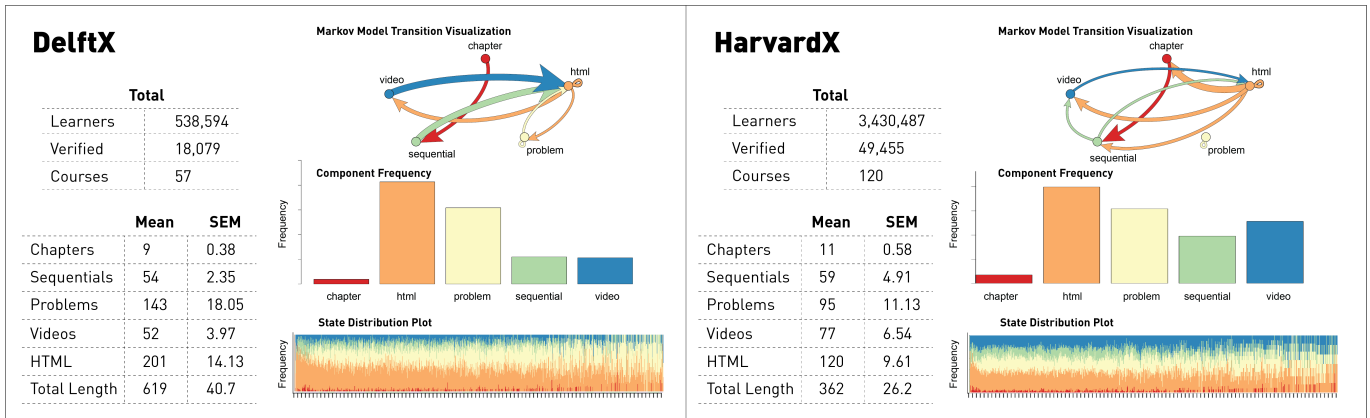 DelftX
Total
Learners 538,594
Verified 18,079
Courses 57
Mean SEM
Chapters 9 0.38
Sequentials 54 2.35
Problems 143 18.05
Videos 52 3.97
HTML 201 14.13
Total Length 619 40.7
Markov Model Transition Visualization
chapter
video
html
sequential
problem
Component Frequency
Frequency
chapter html problem sequential video
State Distribution Plot
Frequency
HarvardX
Total
Learners 3,430,487
Verified 49,455
Courses 120
Mean SEM
Chapters 11 0.58
Sequentials 59 4.91
Problems 95 11.13
Videos 77 6.54
HTML 120 9.61
Total Length 362 26.2
Markov Model Transition Visualization
chapter
video
html
sequential
problem
Component Frequency
Frequency
chapter html problem sequential video
State Distribution Plot
Frequency